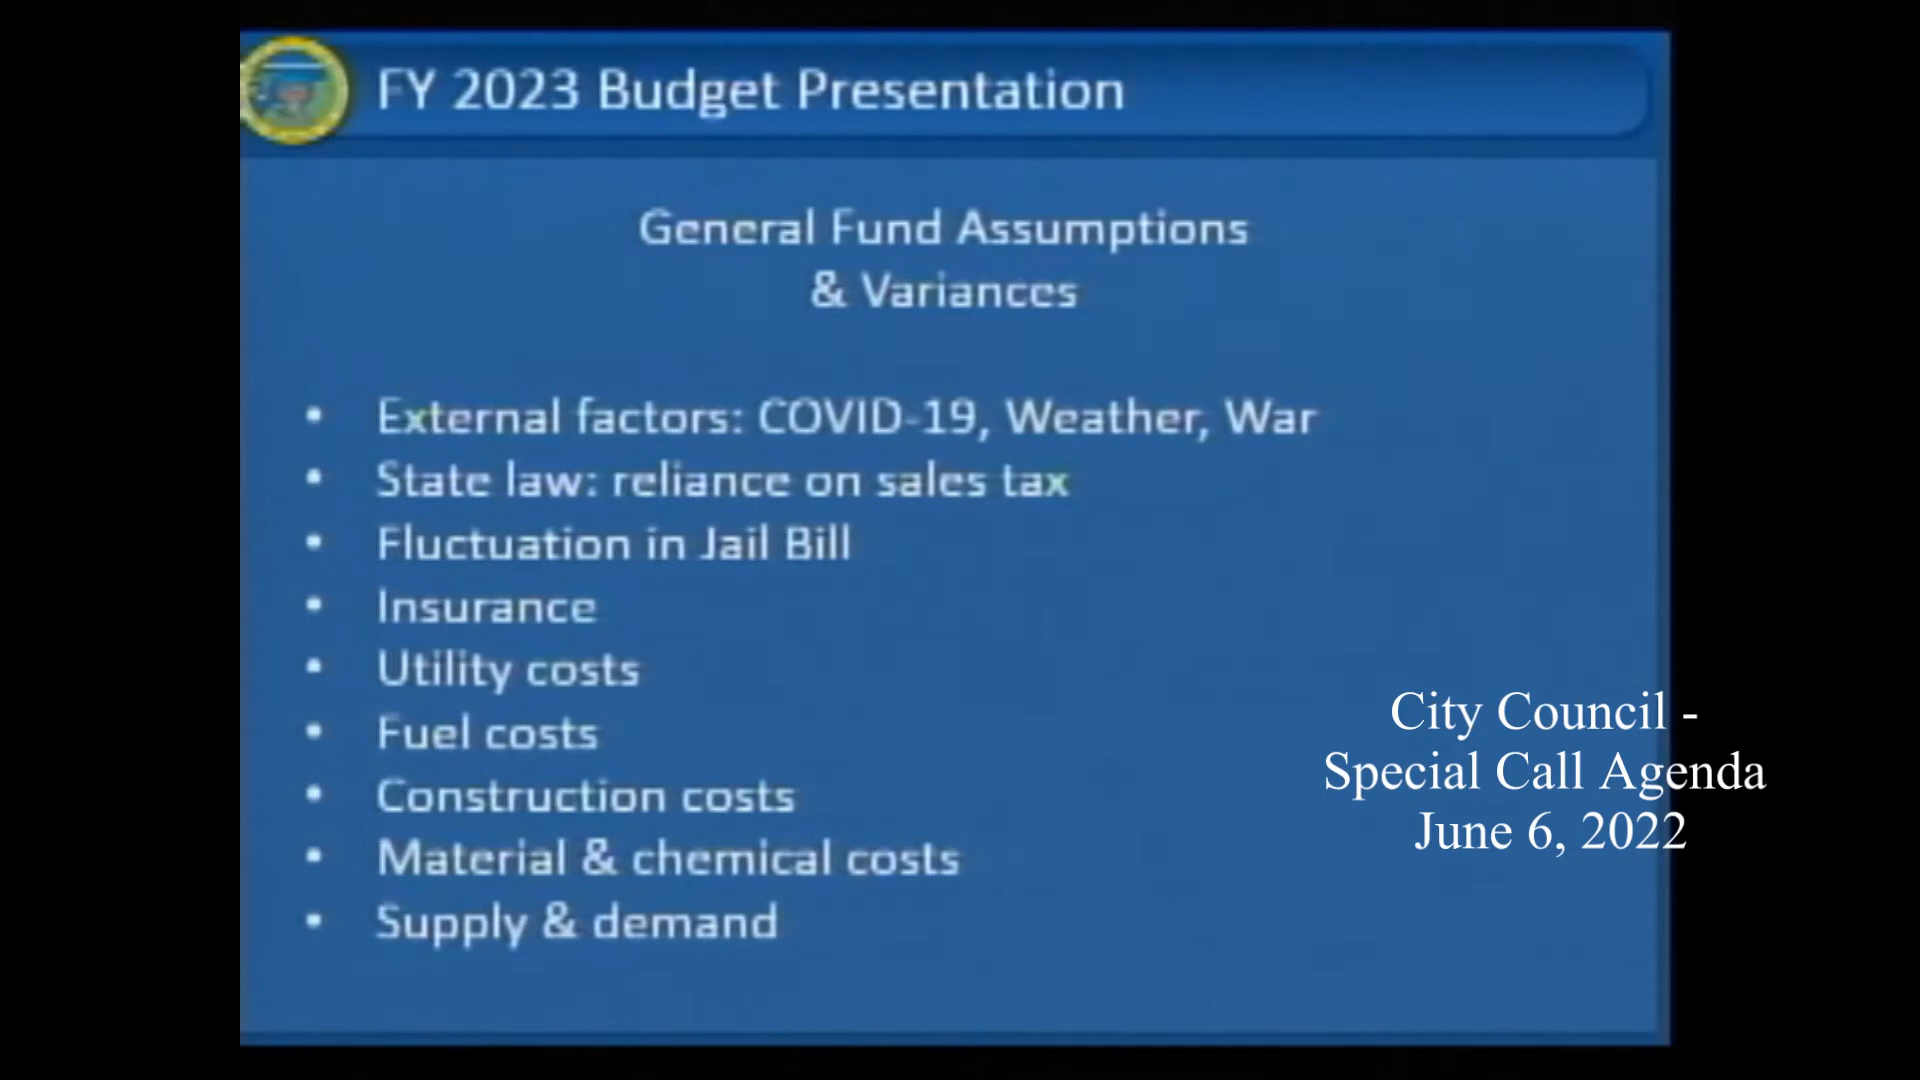 FY 2023 Budget Presentation
General Fund Assumptions
& Variances
• External factors: COVID-19, Weather, War
• State law: reliance on sales tax
• Fluctuation in Jail Bill
• Insurance
• Utility costs
• Fuel costs
• Construction costs
• Material & chemical costs
• Supply & demand
City Council -
Special Call Agenda
June 6, 2022